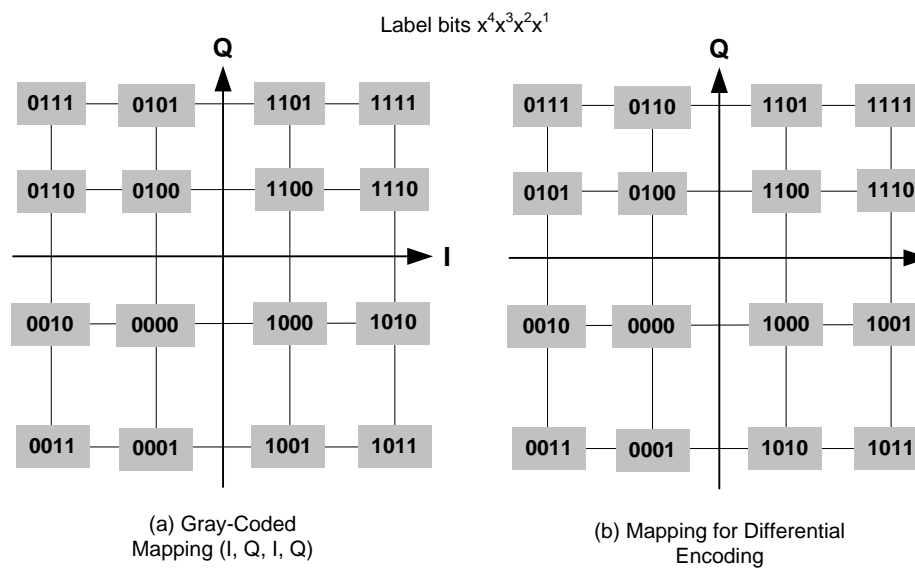 Label bits x⁴x³x²x¹
Q
0111 0101 1101 1111
0110 0100 1100 1110
I
0010 0000 1000 1010
0011 0001 1001 1011
(a) Gray-Coded
Mapping (I, Q, I, Q)
Q
0111 0110 1101 1111
0101 0100 1100 1110
0010 0000 1000 1001
0011 0001 1010 1011
(b) Mapping for Differential
Encoding